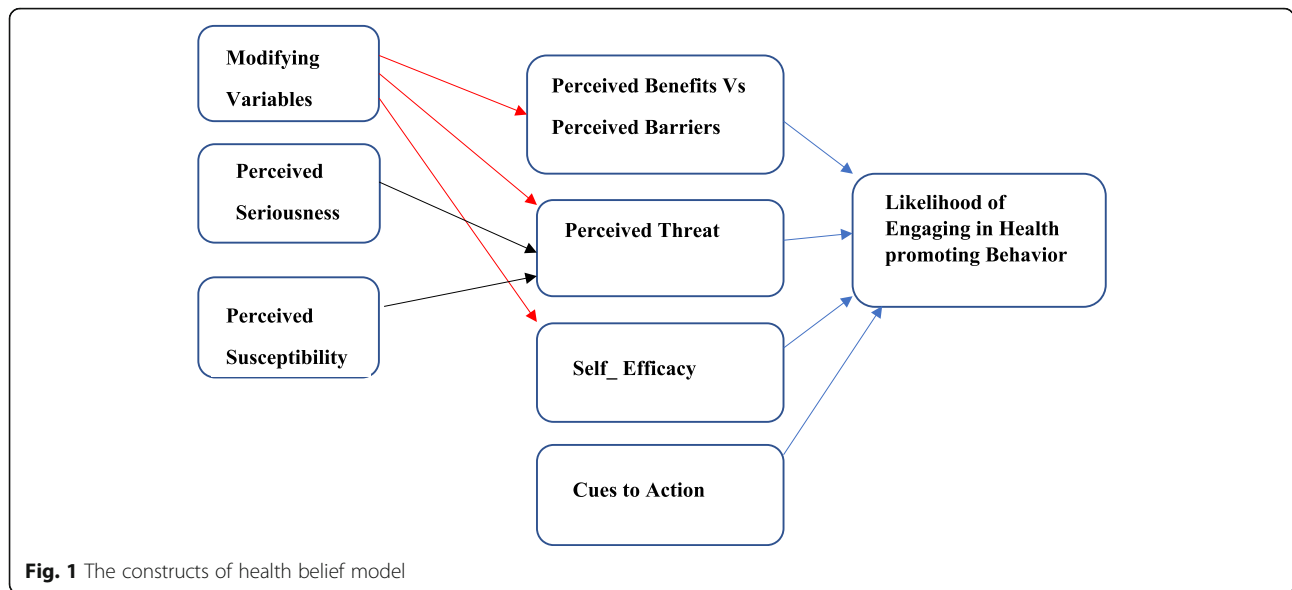 Modifying
Variables
Perceived
Seriousness
Perceived
Susceptibility
Perceived Benefits Vs
Perceived Barriers
Perceived Threat
Self_ Efficacy
Cues to Action
Likelihood of
Engaging in Health
promoting Behavior
Fig. 1 The constructs of health belief model